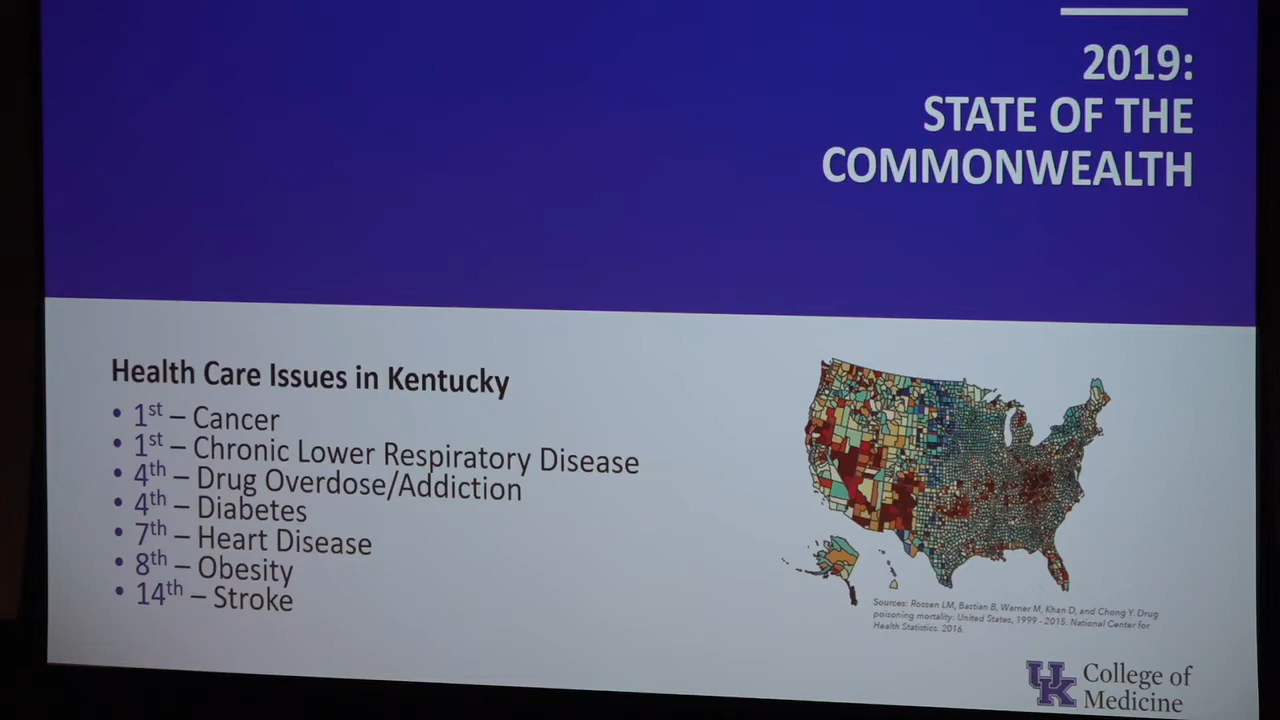 2019:
STATE OF THE
COMMONWEALTH
Health Care Issues in Kentucky
• 1st – Cancer
• 1st – Chronic Lower Respiratory Disease
• 4th – Drug Overdose/Addiction
• 4th – Diabetes
• 7th – Heart Disease
• 8th – Obesity
• 14th – Stroke
Sources: Rossen LM, Bastian B, Warner M, Khan D, and Chong Y. Drug
poisoning mortality: United States, 1999 - 2015. National Center for
Health Statistics. 2016.
UK College of
Medicine